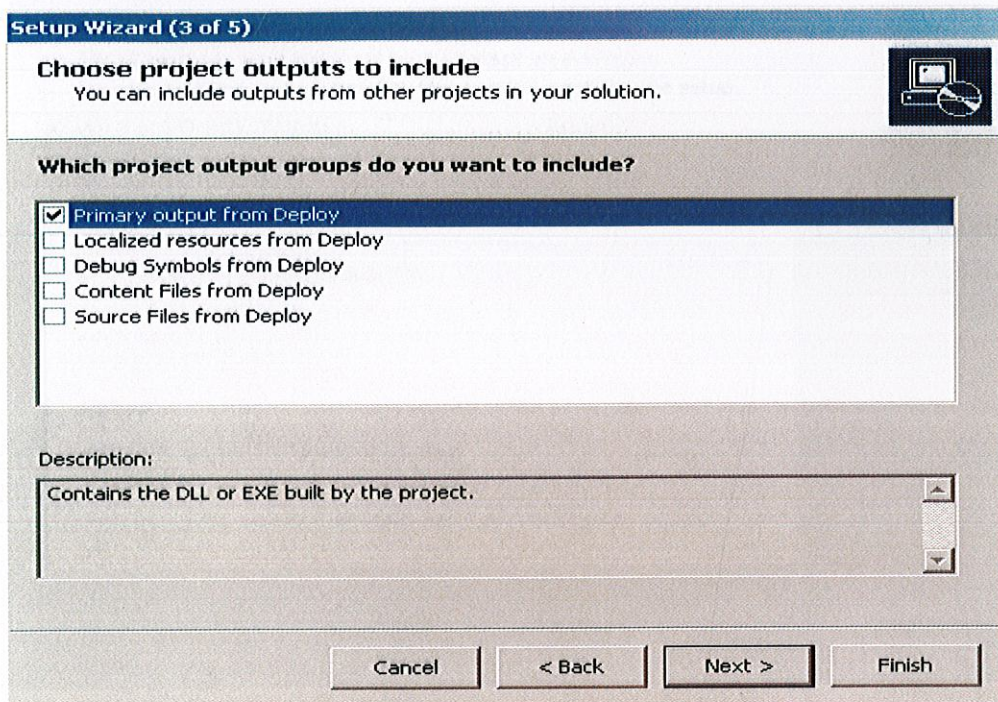 Setup Wizard (3 of 5)
Choose project outputs to include
You can include outputs from other projects in your solution.
Which project output groups do you want to include?
Primary output from Deploy
Localized resources from Deploy
Debug Symbols from Deploy
Content Files from Deploy
Source Files from Deploy
Description:
Contains the DLL or EXE built by the project.
Cancel
< Back
Next >
Finish